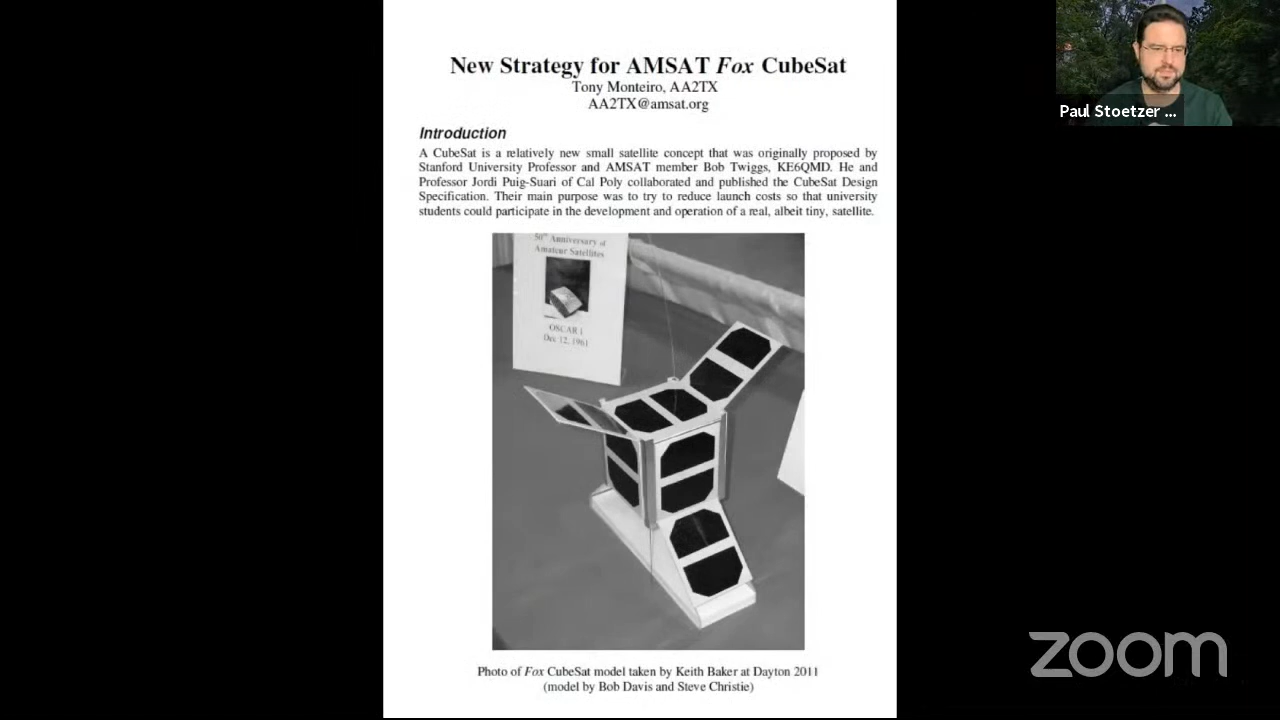 New Strategy for AMSAT Fox CubeSat
Tony Monteiro, AA2TX
AA2TX@amsat.org
Introduction
A CubeSat is a relatively new small satellite concept that was originally proposed by
Stanford University Professor and AMSAT member Bob Twiggs, KE6QMD. He and
Professor Jordi Puig-Suari of Cal Poly collaborated and published the CubeSat Design
Specification. Their main purpose was to try to reduce launch costs so that university
students could participate in the development and operation of a real, albeit tiny, satellite.
50th Anniversary of
Amateur Satellites
OSCAR I
Dec 12, 1961
Photo of Fox CubeSat model taken by Keith Baker at Dayton 2011
(model by Bob Davis and Steve Christie)
Paul Stoetzer ...
zoom